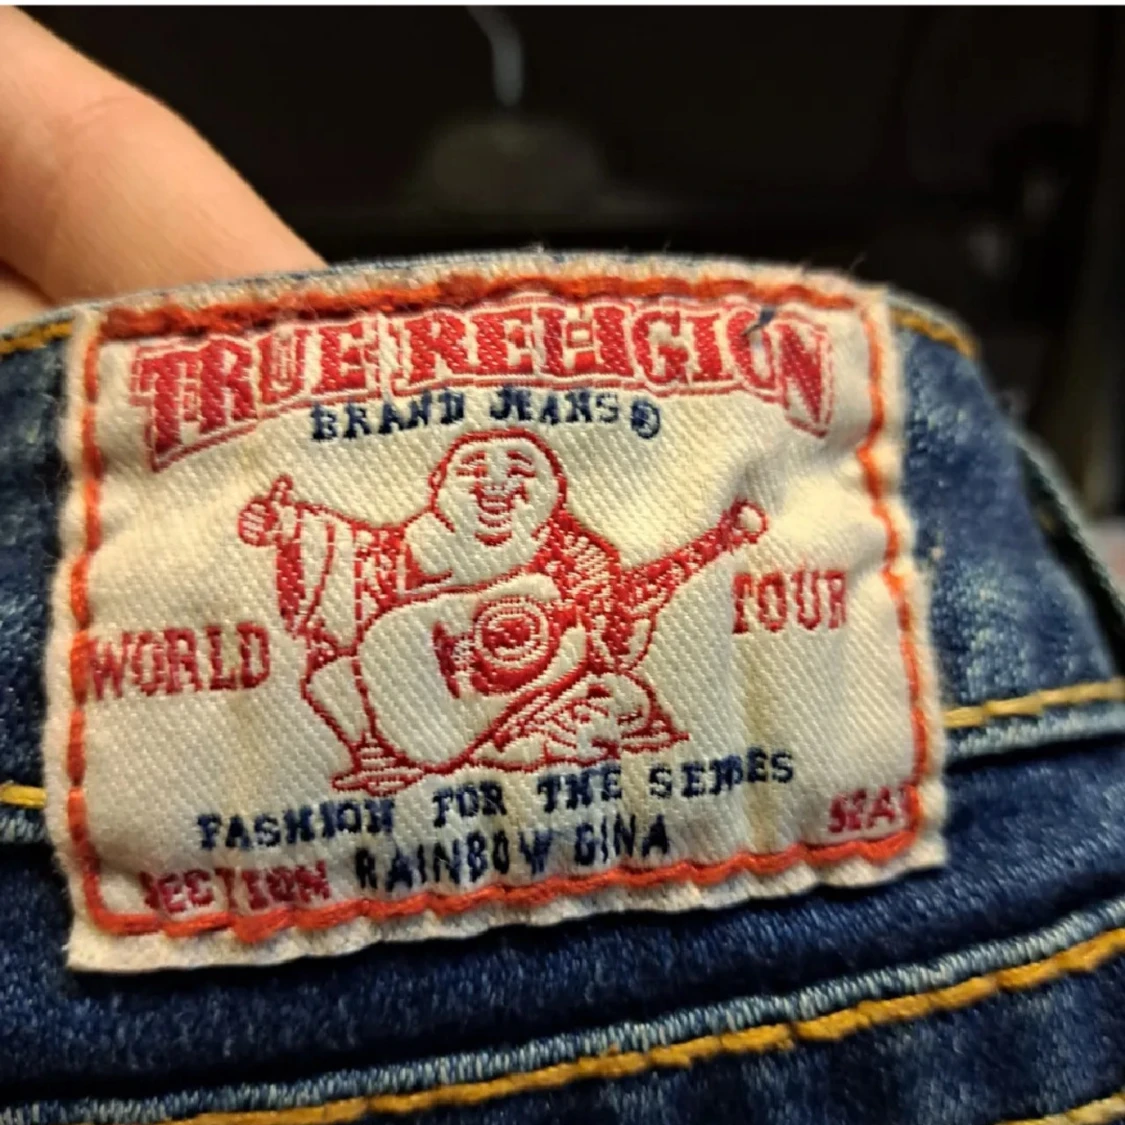 TRUE RELIGION
BRAND JEANS®
WORLD TOUR
FASHION FOR THE SENSES
RAINBOW GINA
SECTION SEAT